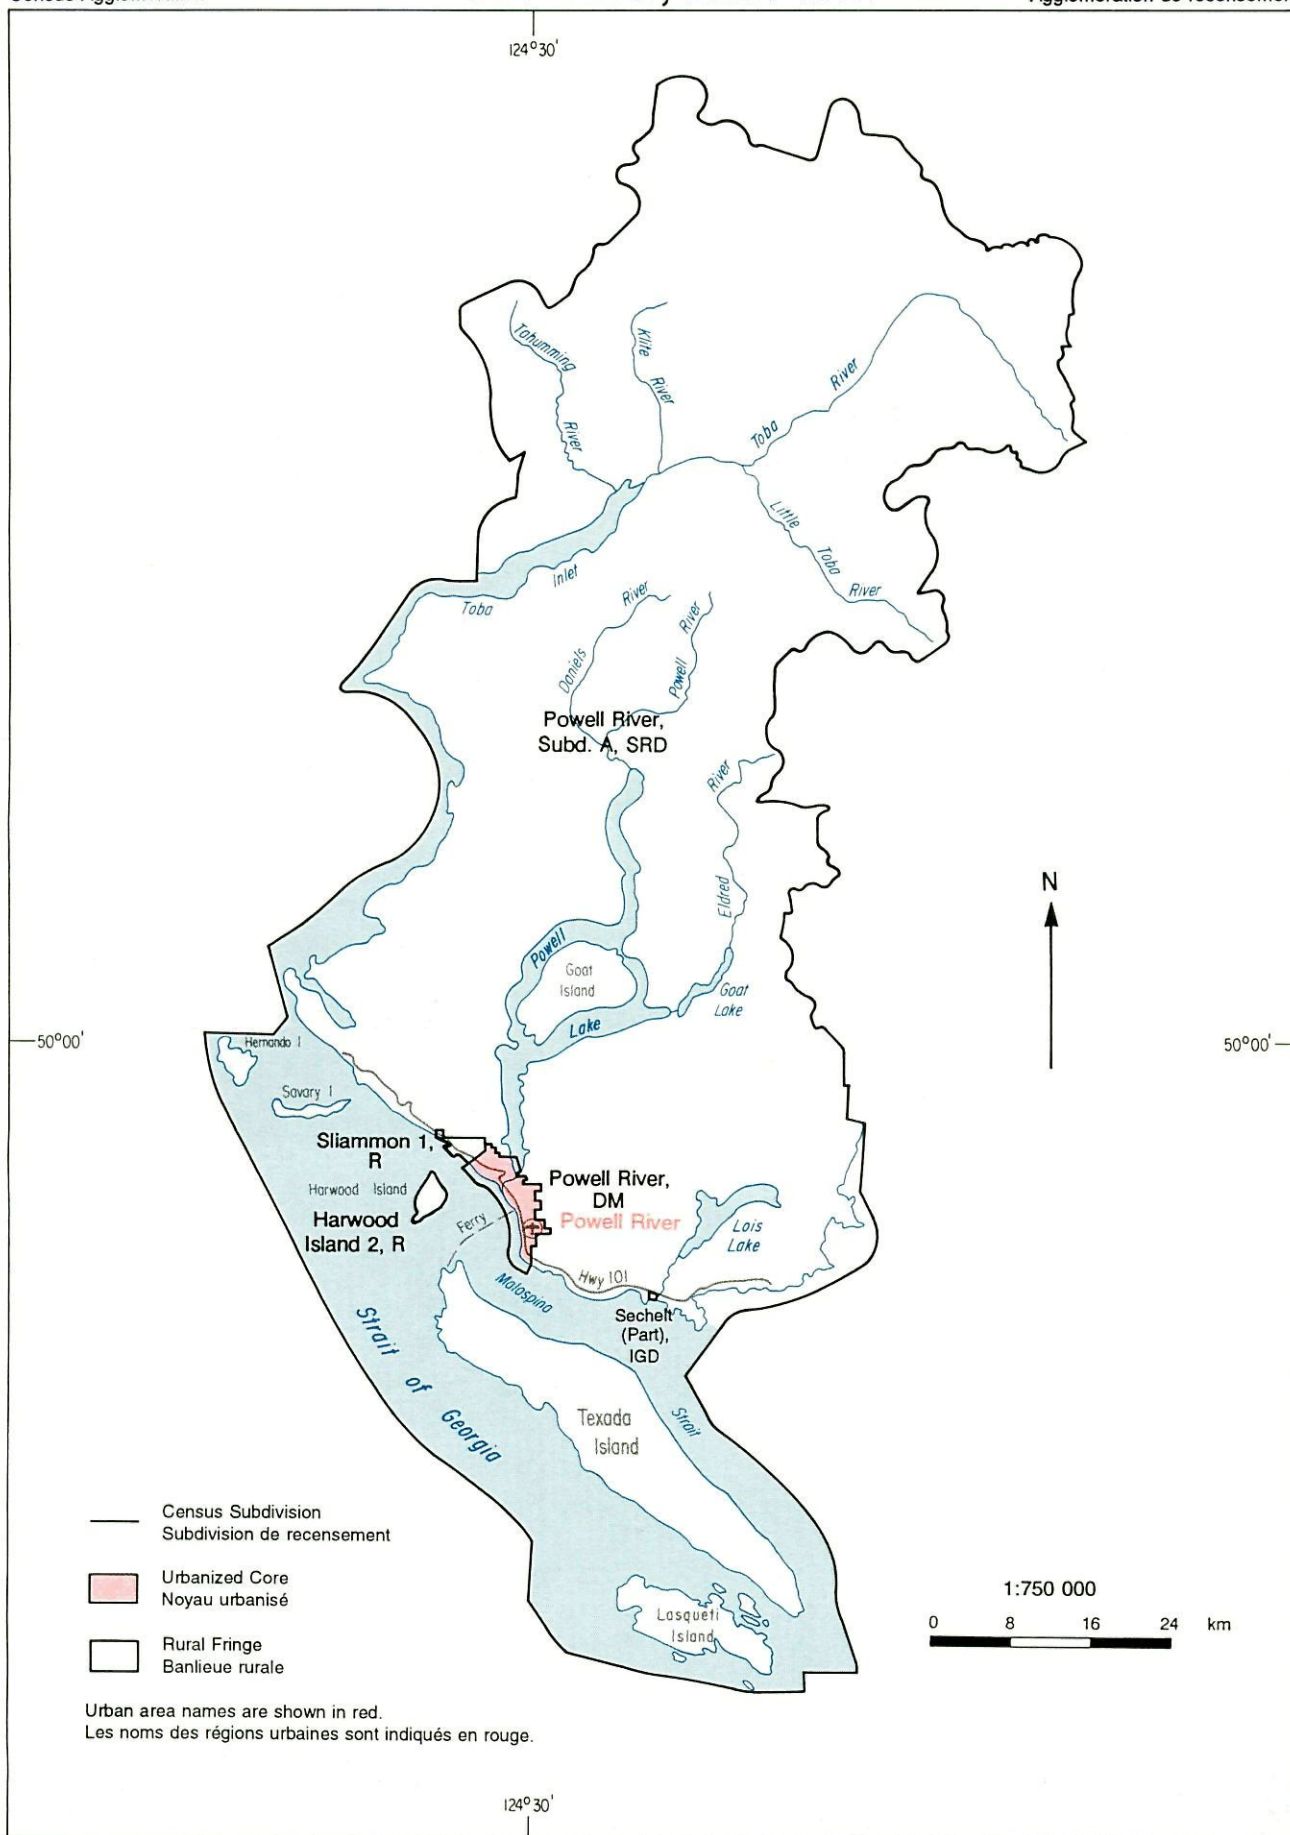 124°30'
Tahumming
River
Klite
River
Toba
River
Little
Toba
River
Toba
Inlet
Daniels
River
Powell
River
Powell River,
Subd. A, SRD
River
Eldred
N
Powell
Goat
Island
Lake
Goat
Lake
50°00'
50°00'
Hernando I
Savary I
Sliammon 1,
R
Harwood Island
Harwood
Island 2, R
Ferry
Powell River,
DM
Powell River
Lois
Lake
Hwy 101
Malaspina
Strait
Sechelt
(Part),
IGD
Strait
of
Georgia
Texada
Island
Lasqueti
Island
Census Subdivision
Subdivision de recensement
Urbanized Core
Noyau urbanisé
Rural Fringe
Banlieue rurale
Urban area names are shown in red.
Les noms des régions urbaines sont indiqués en rouge.
1:750 000
0 8 16 24 km
124°30'